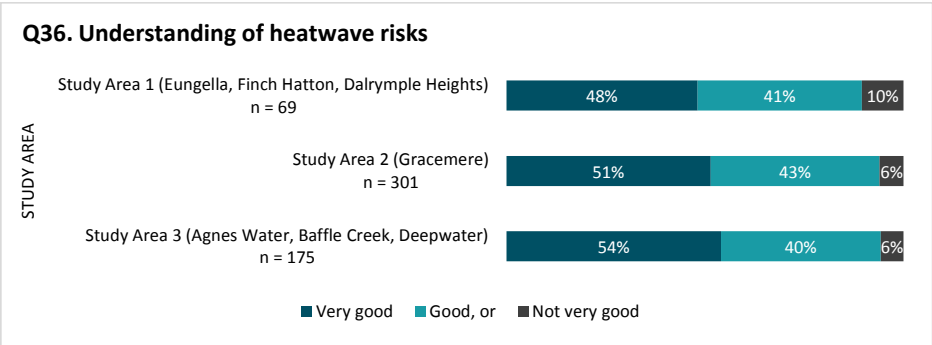 Q36. Understanding of heatwave risks
STUDY AREA
Study Area 1 (Eungella, Finch Hatton, Dalrymple Heights)
n = 69
48% 41% 10%
Study Area 2 (Gracemere)
n = 301
51% 43% 6%
Study Area 3 (Agnes Water, Baffle Creek, Deepwater)
n = 175
54% 40% 6%
Very good Good, or Not very good